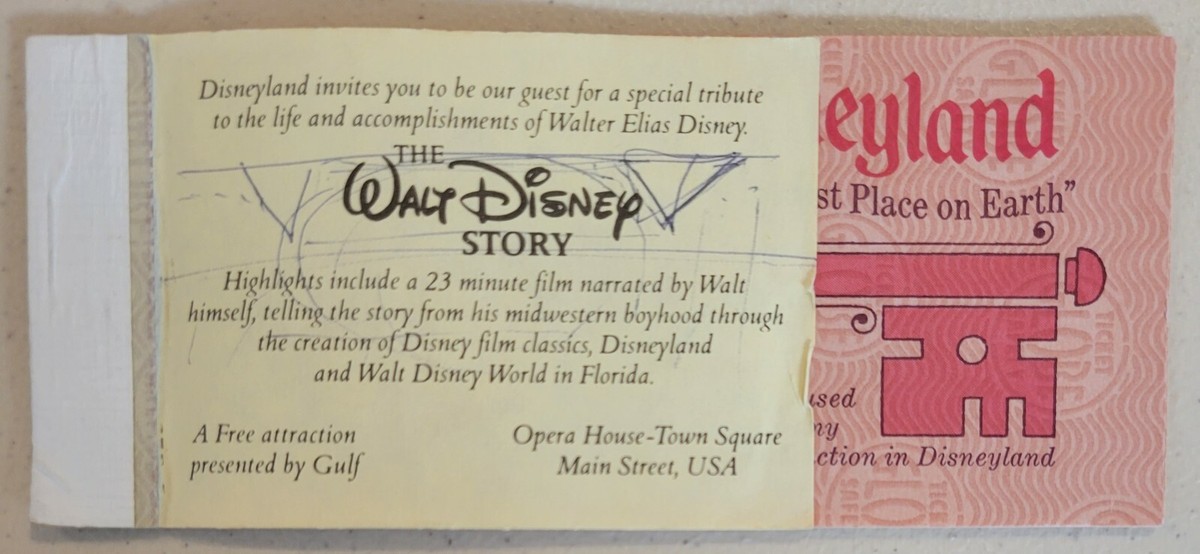 Disneyland invites you to be our guest for a special tribute
to the life and accomplishments of Walter Elias Disney.
THE
WALT DISNEY
STORY
Highlights include a 23 minute film narrated by Walt
himself, telling the story from his midwestern boyhood through
the creation of Disney film classics, Disneyland
and Walt Disney World in Florida.
A Free attraction
presented by Gulf
Opera House-Town Square
Main Street, USA
eyland
st Place on Earth”
used
ny
ction in Disneyland